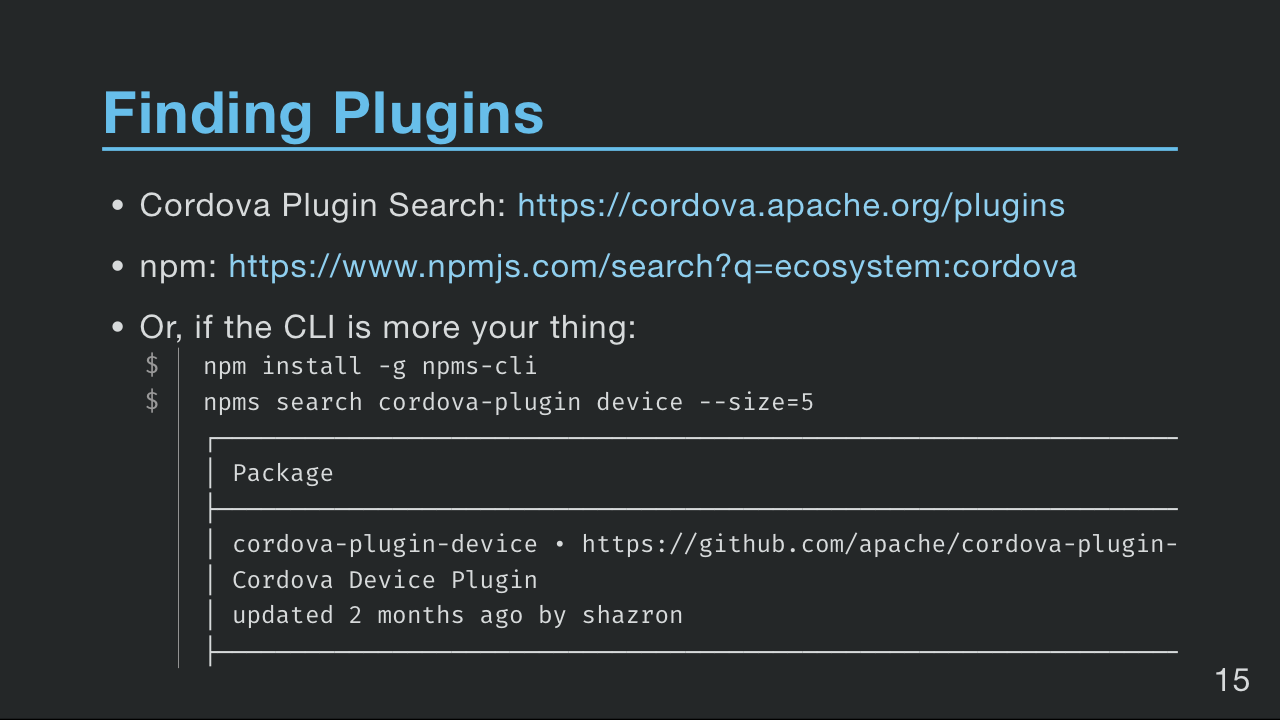 Finding Plugins
• Cordova Plugin Search: https://cordova.apache.org/plugins
• npm: https://www.npmjs.com/search?q=ecosystem:cordova
• Or, if the CLI is more your thing:
$ npm install -g npms-cli
$ npms search cordova-plugin device --size=5
Package
cordova-plugin-device • https://github.com/apache/cordova-plugin-
Cordova Device Plugin
updated 2 months ago by shazron
15